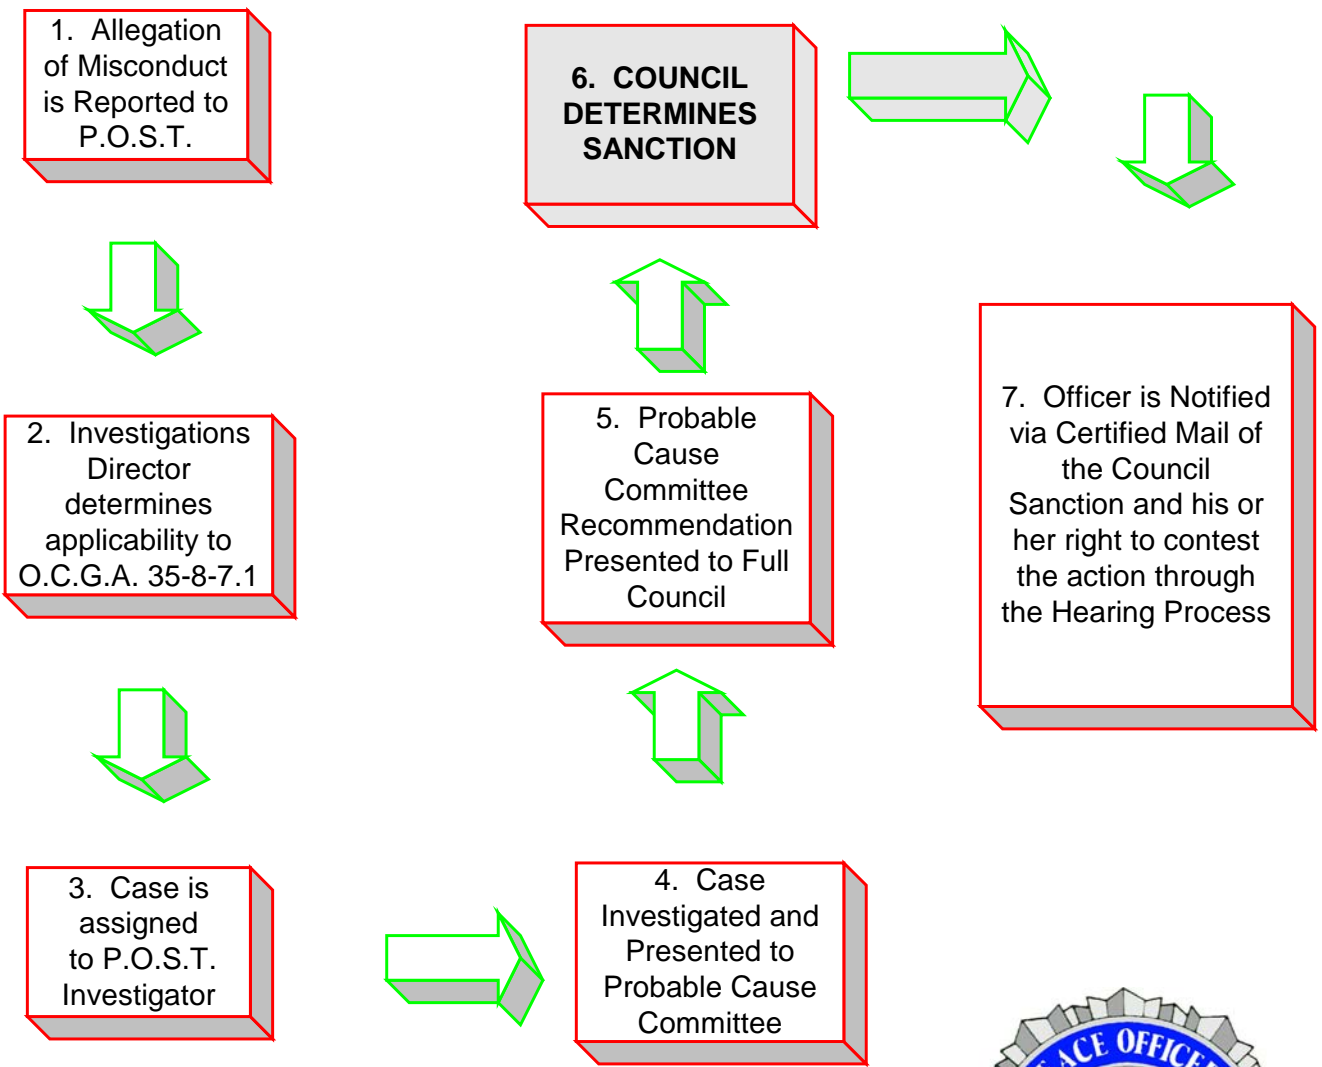 1. Allegation
of Misconduct
is Reported to
P.O.S.T.
2. Investigations
Director
determines
applicability to
O.C.G.A. 35-8-7.1
3. Case is
assigned
to P.O.S.T.
Investigator
4. Case
Investigated and
Presented to
Probable Cause
Committee
5. Probable
Cause
Committee
Recommendation
Presented to Full
Council
6. COUNCIL
DETERMINES
SANCTION
7. Officer is Notified
via Certified Mail of
the Council
Sanction and his or
her right to contest
the action through
the Hearing Process